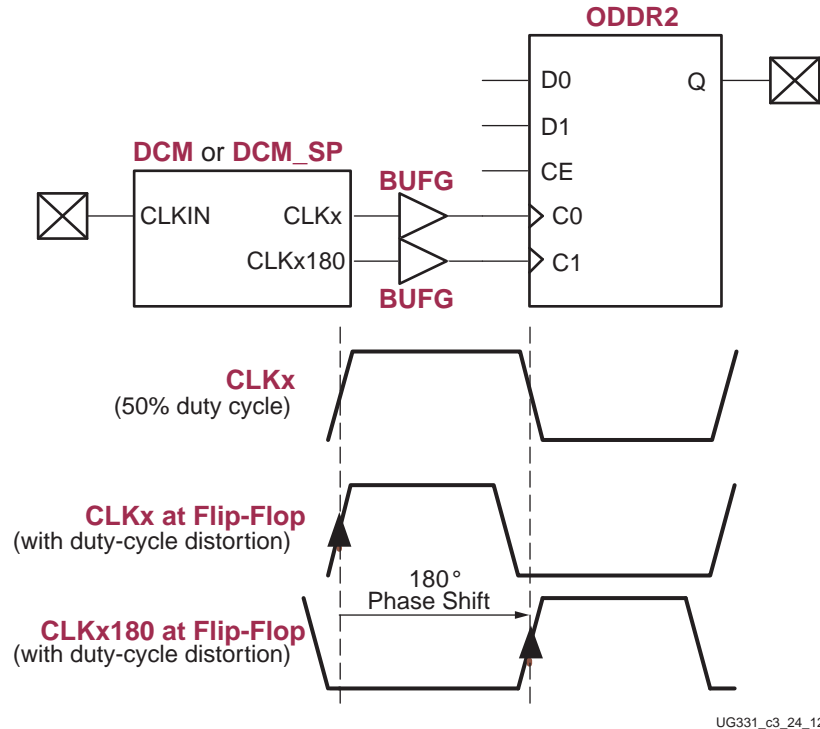 ODDR2
D0
Q
D1
DCM or DCM_SP
CE
BUFG
CLKIN
CLKx
C0
CLKx180
C1
BUFG
CLKx
(50% duty cycle)
CLKx at Flip-Flop
(with duty-cycle distortion)
180°
Phase Shift
CLKx180 at Flip-Flop
(with duty-cycle distortion)
UG331_c3_24_12